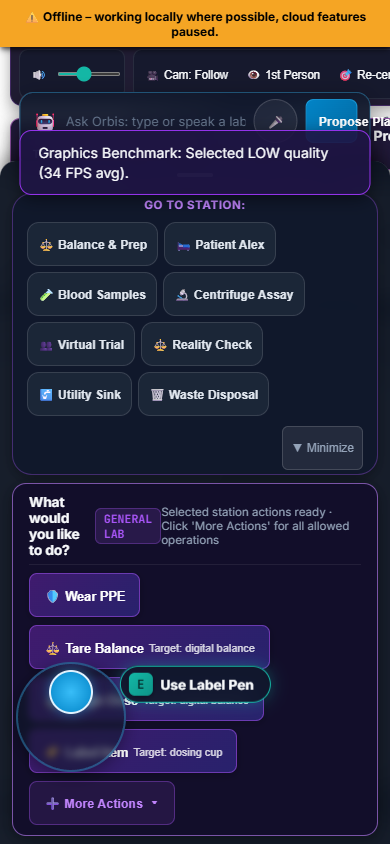 Offline – working locally where possible, cloud features
paused.
Cam: Follow
1st Person
Re-cen
Ask Orbis: type or speak a lab
Propose Pla
Pro
Graphics Benchmark: Selected LOW quality
(34 FPS avg).
GO TO STATION:
Balance & Prep
Patient Alex
Blood Samples
Centrifuge Assay
Virtual Trial
Reality Check
Utility Sink
Waste Disposal
▼ Minimize
What
would
you like
to do?
GENERAL
LAB
Selected station actions ready ·
Click 'More Actions' for all allowed
operations
Wear PPE
Tare Balance Target: digital balance
E Use Label Pen
Target: digital balance
Target: dosing cup
More Actions